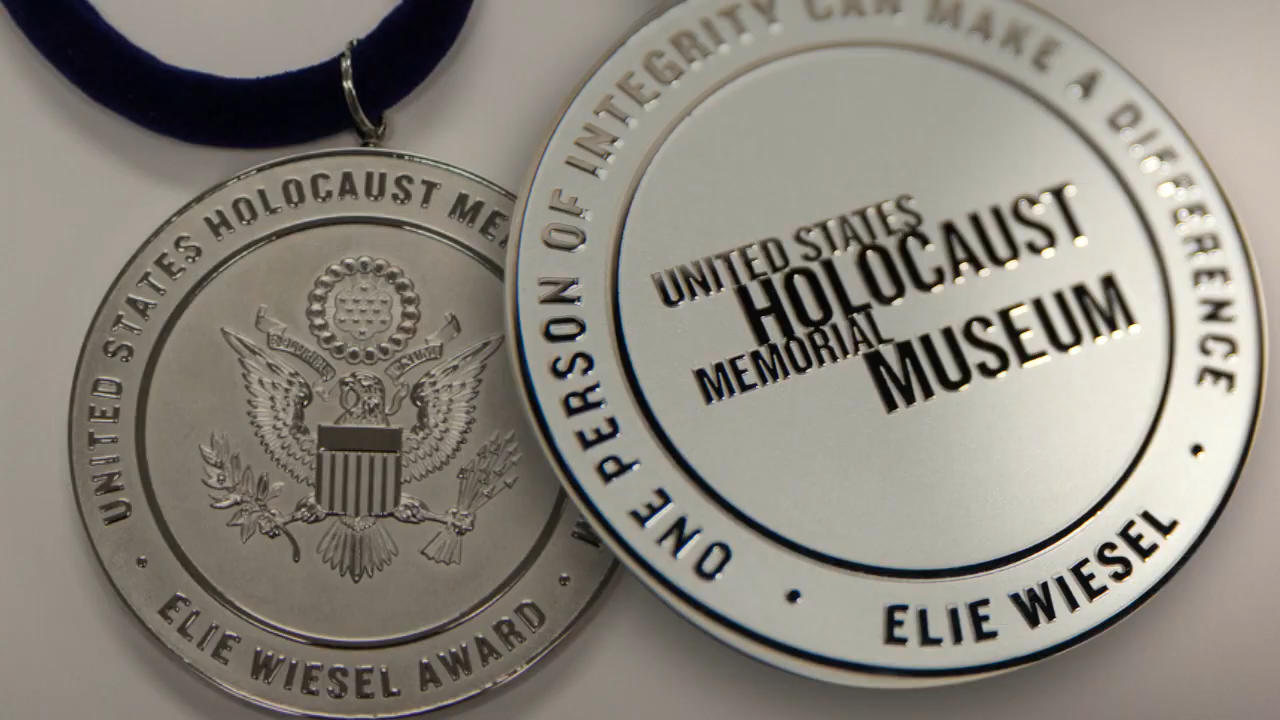 UNITED STATES HOLOCAUST
ELIE WIESEL AWARD
ONE PERSON OF INTEGRITY CAN MAKE A DIFFERENCE
UNITED STATES
HOLOCAUST
MEMORIAL
MUSEUM
ELIE WIESEL